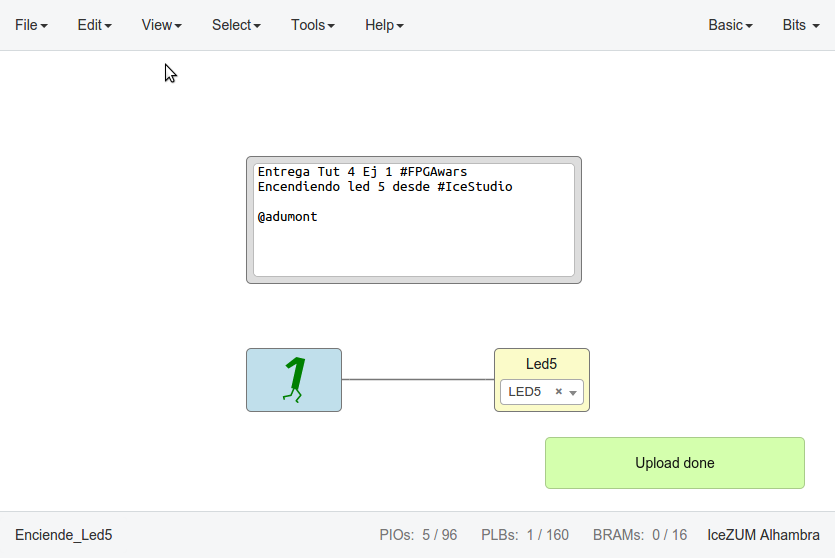 File Edit View Select Tools Help Basic Bits
Entrega Tut 4 Ej 1 #FPGAwars
Encendiendo led 5 desde #IceStudio
@adumont
1
Led5
LED5 ×
Upload done
Enciende_Led5 PIOs: 5 / 96 PLBs: 1 / 160 BRAMs: 0 / 16 IceZUM Alhambra